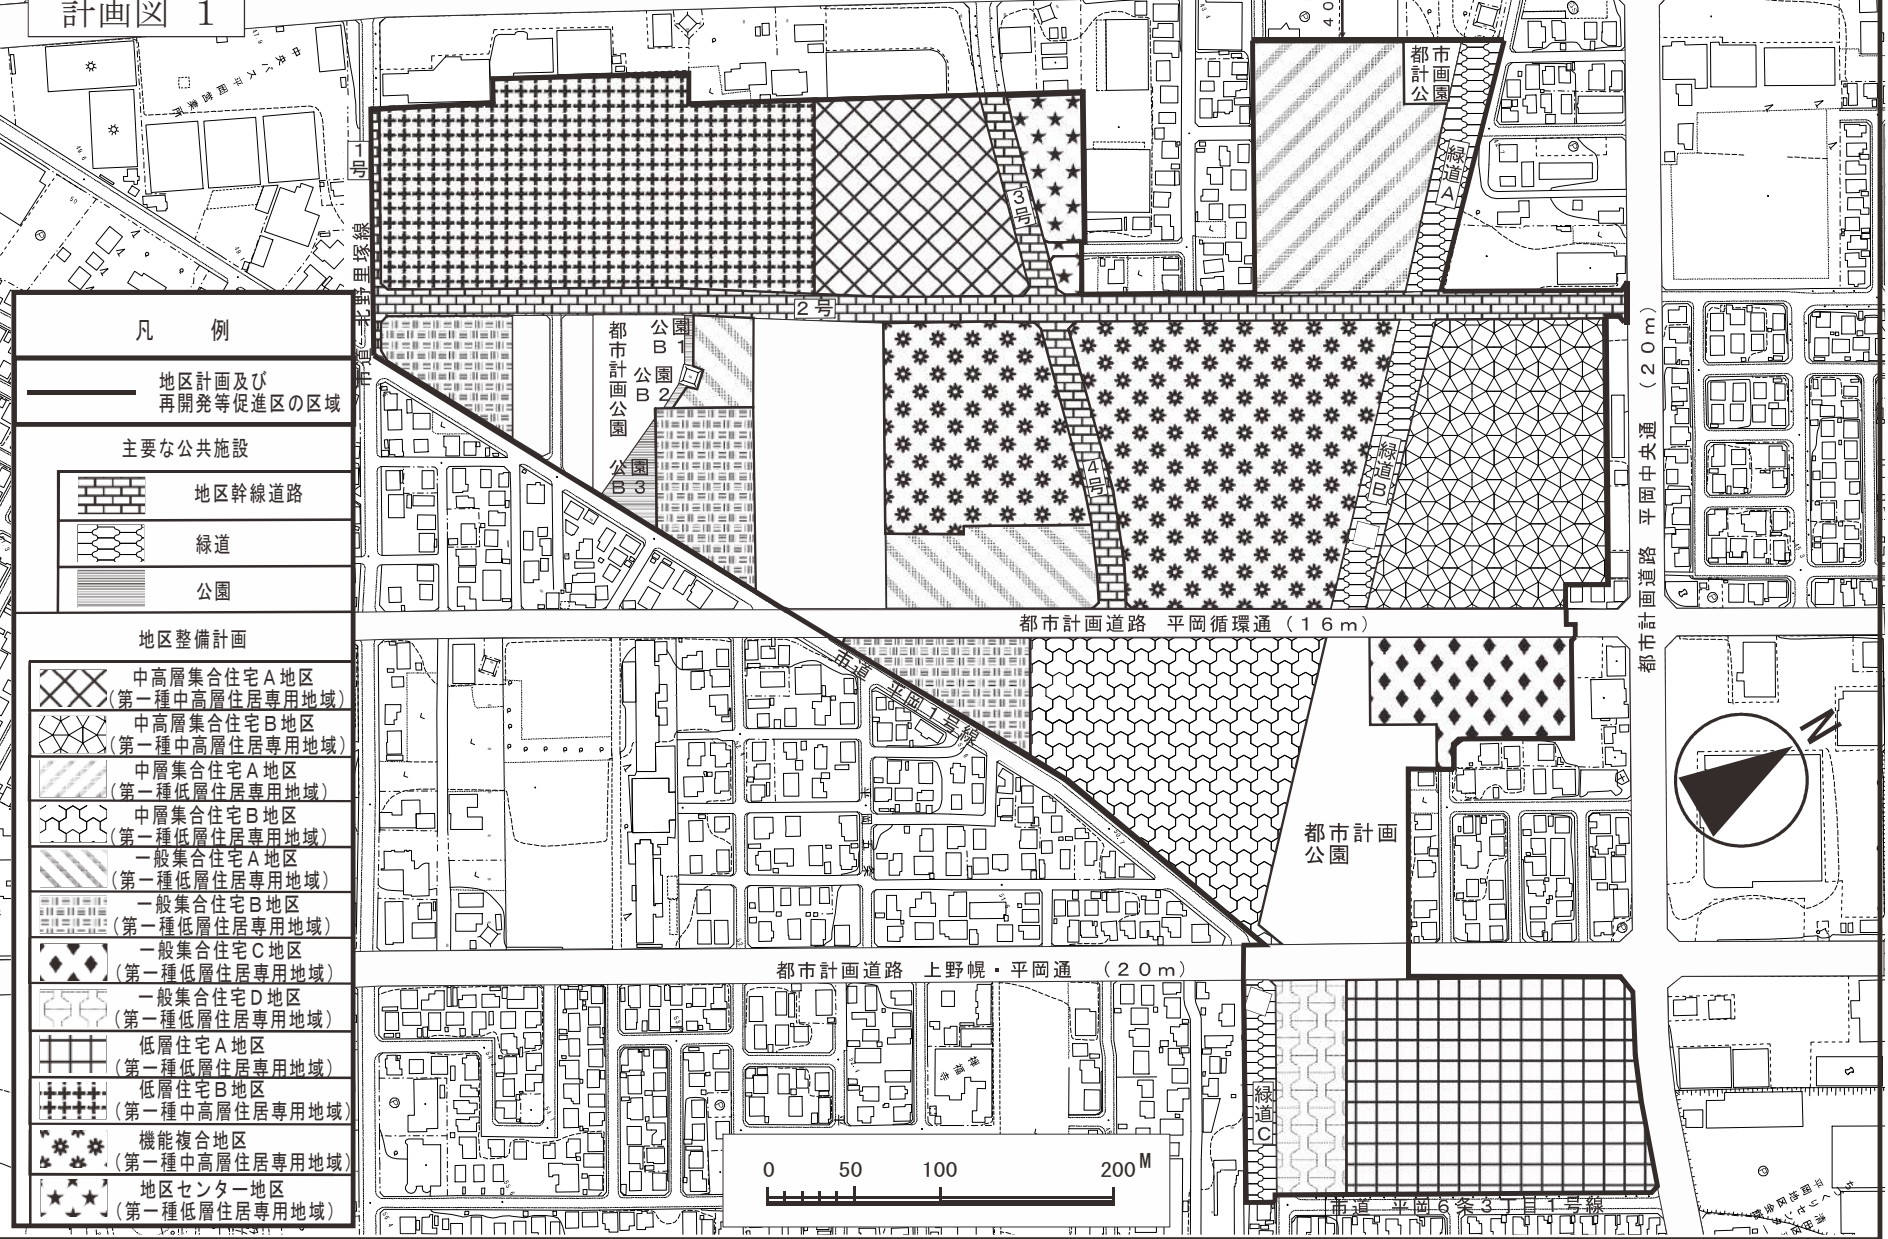 計画図 1
中央バス平岡営業所
1号
市道 北野里塚線
都市計画公園
緑道A
3号
2号
都市計画公園
公園B1
公園B2
公園B3
4号
緑道B
都市計画道路 平岡中央通 (20m)
都市計画道路 平岡循環通(16m)
市道 平岡1号線
都市計画
公園
都市計画道路 上野幌・平岡通 (20m)
緑道C
市道 平岡6条3丁目1号線
禅福寺
N
0 50 100 200M
凡 例
地区計画及び
再開発等促進区の区域
主要な公共施設
地区幹線道路
緑道
公園
地区整備計画
中高層集合住宅A地区
(第一種中高層住居専用地域)
中高層集合住宅B地区
(第一種中高層住居専用地域)
中層集合住宅A地区
(第一種低層住居専用地域)
中層集合住宅B地区
(第一種低層住居専用地域)
一般集合住宅A地区
(第一種低層住居専用地域)
一般集合住宅B地区
(第一種低層住居専用地域)
一般集合住宅C地区
(第一種低層住居専用地域)
一般集合住宅D地区
(第一種低層住居専用地域)
低層住宅A地区
(第一種低層住居専用地域)
低層住宅B地区
(第一種中高層住居専用地域)
機能複合地区
(第一種中高層住居専用地域)
地区センター地区
(第一種低層住居専用地域)